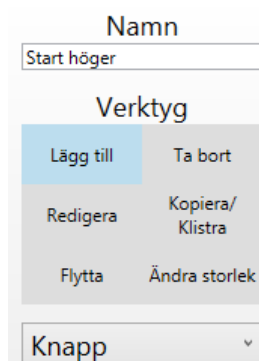 Namn
Start höger
Verktyg
Lägg till
Ta bort
Redigera
Kopiera/
Klistra
Flytta
Ändra storlek
Knapp